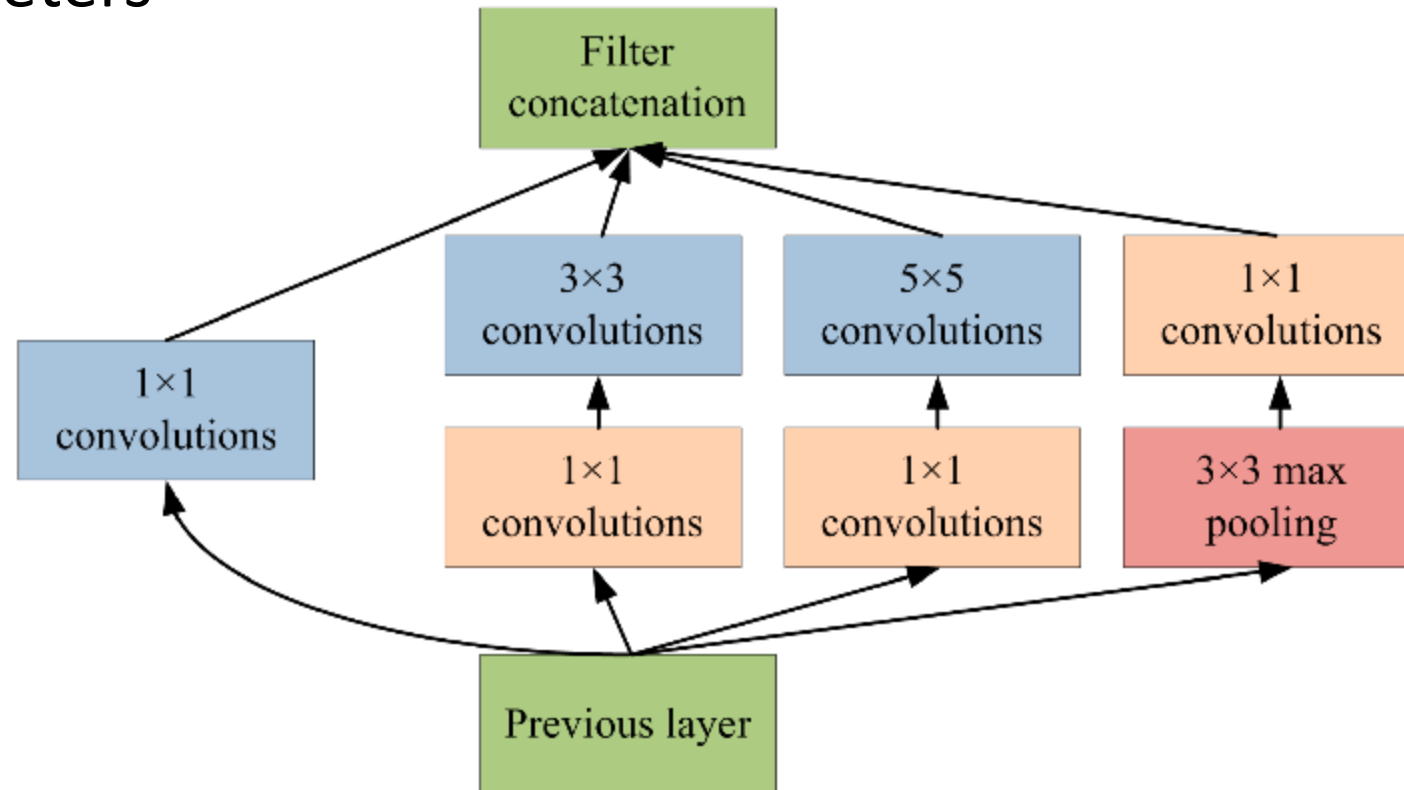 Filter
concatenation
3×3
convolutions
5×5
convolutions
1×1
convolutions
1×1
convolutions
1×1
convolutions
1×1
convolutions
3×3 max
pooling
Previous layer